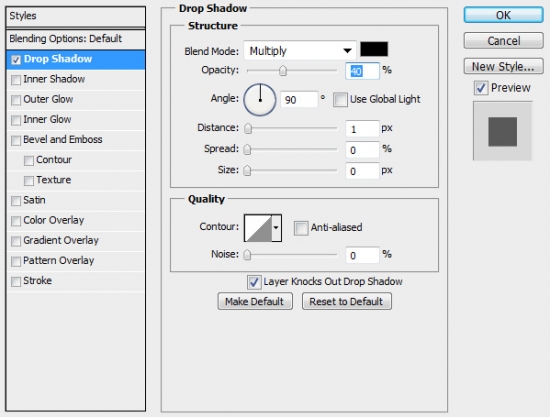 Styles
Blending Options: Default
Drop Shadow
Inner Shadow
Outer Glow
Inner Glow
Bevel and Emboss
Contour
Texture
Satin
Color Overlay
Gradient Overlay
Pattern Overlay
Stroke
Drop Shadow
Structure
Blend Mode: Multiply
Opacity: 40 %
Angle: 90 ° Use Global Light
Distance: 1 px
Spread: 0 %
Size: 0 px
Quality
Contour: Anti-aliased
Noise: 0 %
Layer Knocks Out Drop Shadow
Make Default Reset to Default
OK
Cancel
New Style...
Preview